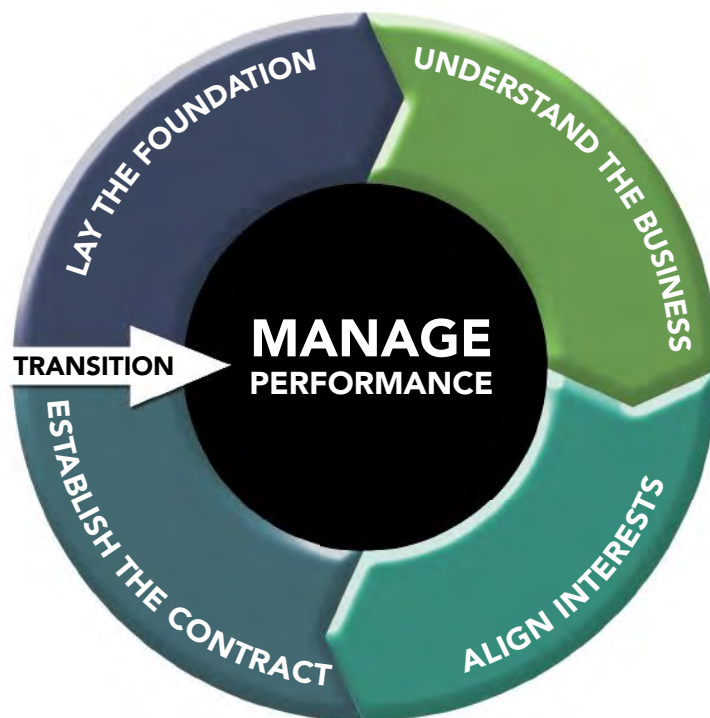 LAY THE FOUNDATION
UNDERSTAND THE BUSINESS
ALIGN INTERESTS
ESTABLISH THE CONTRACT
TRANSITION
MANAGE
PERFORMANCE